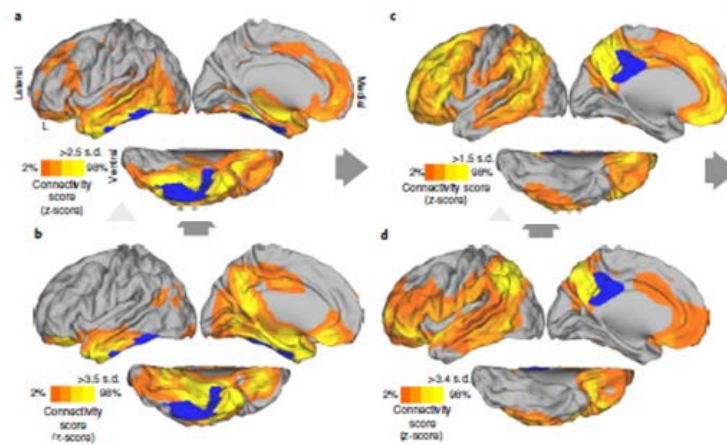 a
Lateral
Medial
L
Ventral
>2.5 s.d.
2% 98%
Connectivity
score
(z-score)
c
>1.5 s.d.
2% 98%
Connectivity score
(z-score)
b
>3.5 s.d.
2% 98%
Connectivity
score
d
>3.4 s.d.
2% 98%
Connectivity
score
(z-score)